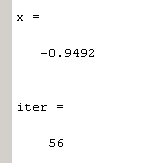 x =
-0.9492
iter =
56